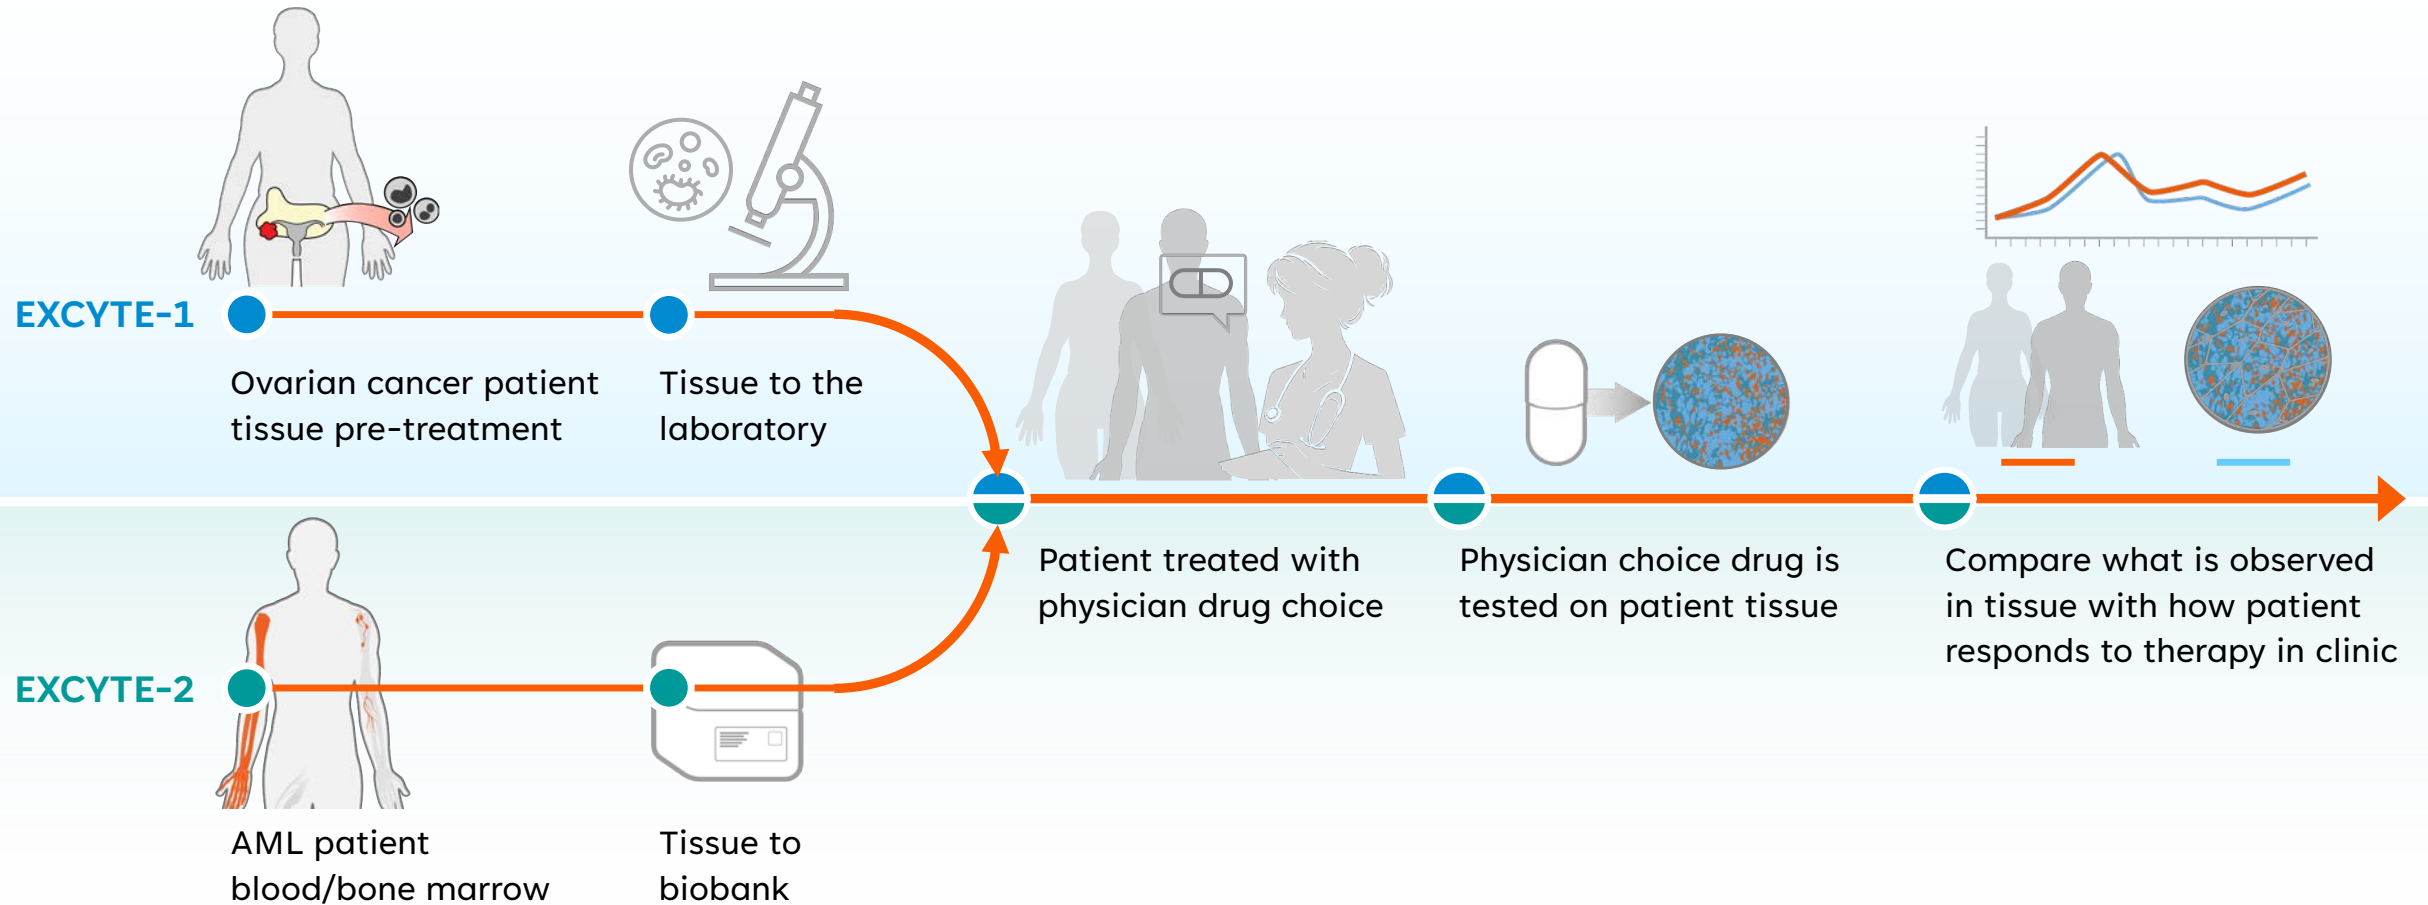 EXCYTE-1
Ovarian cancer patient
tissue pre-treatment
Tissue to the
laboratory
EXCYTE-2
AML patient
blood/bone marrow
Tissue to
biobank
Patient treated with
physician drug choice
Physician choice drug is
tested on patient tissue
Compare what is observed
in tissue with how patient
responds to therapy in clinic